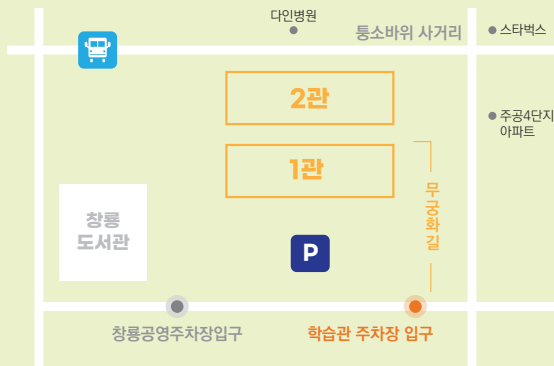 다인병원
퉁소바위 사거리
스타벅스
2관
주공4단지
아파트
1관
무궁화길
창룡
도서관
P
창룡공영주차장입구
학습관 주차장 입구